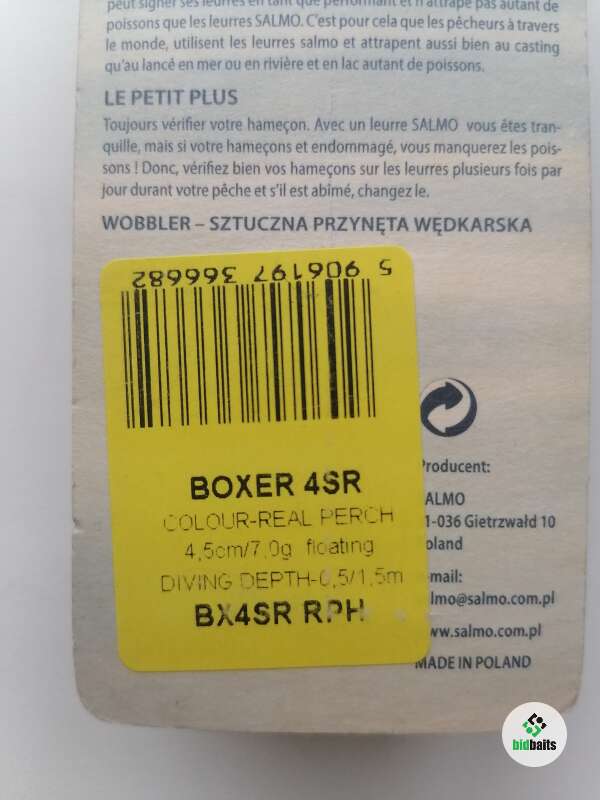 peut signer ses leurres en tant que performant et n'attrape pas autant de
poissons que les leurres SALMO. C'est pour cela que les pêcheurs à travers
le monde, utilisent les leurres salmo et attrapent aussi bien au casting
qu'au lancé en mer ou en rivière et en lac autant de poissons.
LE PETIT PLUS
Toujours vérifier votre hameçon. Avec un leurre SALMO vous êtes tran-
quille, mais si votre hameçons et endommagé, vous manquerez les pois-
sons ! Donc, vérifiez bien vos hameçons sur les leurres plusieurs fois par
jour durant votre pêche et s'il est abîmé, changez le.
WOBBLER – SZTUCZNA PRZYNĘTA WĘDKARSKA
5 906197 366682
BOXER 4SR
COLOUR-REAL PERCH
4,5cm/7,0g floating
DIVING DEPTH-0,5/1,5m
BX4SR RPH
Producent:
ALMO
1-036 Gietrzwałd 10
oland
-mail:
lmo@salmo.com.pl
www.salmo.com.pl
MADE IN POLAND
bidbaits